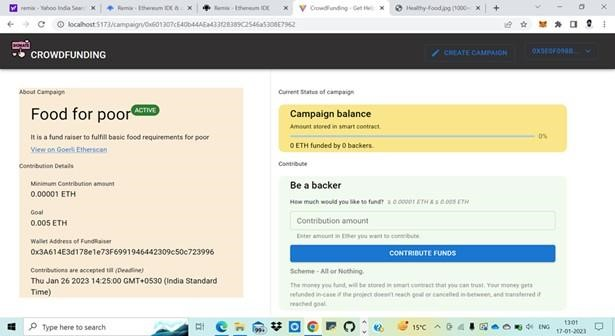 remix - Yahoo India Sear
Remix - Ethereum IDE &
Remix - Ethereum IDE
CrowdFunding - Get Hel
Healthy-Food.jpg (1000×
localhost:5173/campaign/0x601307cE40b44AEa433f28389C2546a5308E7962
CROWDFUNDING
CREATE CAMPAIGN
0X5E0F098B...
About Campaign
Food for poor ACTIVE
It is a fund raiser to fulfill basic food requirements for poor
View on Goerli Etherscan
Contribution Details
Minimum Contribution amount
0.00001 ETH
Goal
0.005 ETH
Wallet Address of FundRaiser
0x3A614E3d178e1e73F6991946442309c50c723996
Contributions are accepted till (Deadline)
Thu Jan 26 2023 14:25:00 GMT+0530 (India Standard
Time)
Current Status of campaign
Campaign balance
Amount stored in smart contract.
0%
0 ETH funded by 0 backers.
Contribute
Be a backer
How much would you like to fund? ≥ 0.00001 ETH & ≤ 0.005 ETH
Contribution amount
Enter amount in Ether you want to contribute.
CONTRIBUTE FUNDS
Scheme - All or Nothing.
The money you fund, will be stored in smart contract that you can trust. Your money gets
refunded in-case if the project doesn't reach goal or cancelled in-between, and transferred if
reached goal.
Type here to search
99+
15°C
ENG
13:01
17-01-2023